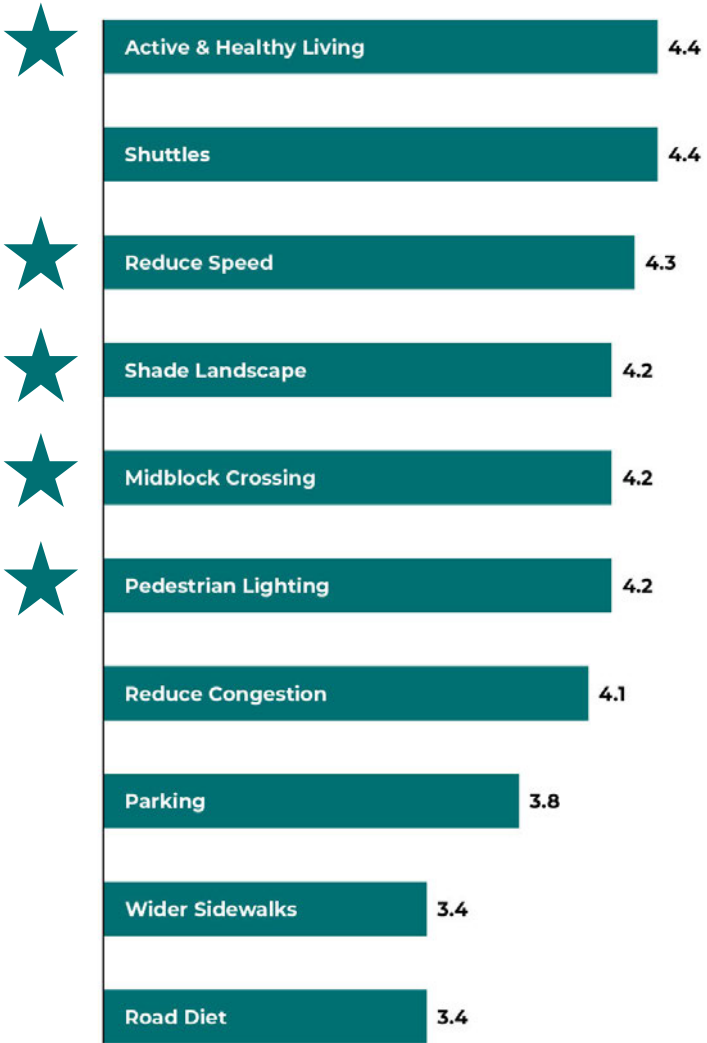 Active & Healthy Living 4.4
Shuttles 4.4
Reduce Speed 4.3
Shade Landscape 4.2
Midblock Crossing 4.2
Pedestrian Lighting 4.2
Reduce Congestion 4.1
Parking 3.8
Wider Sidewalks 3.4
Road Diet 3.4